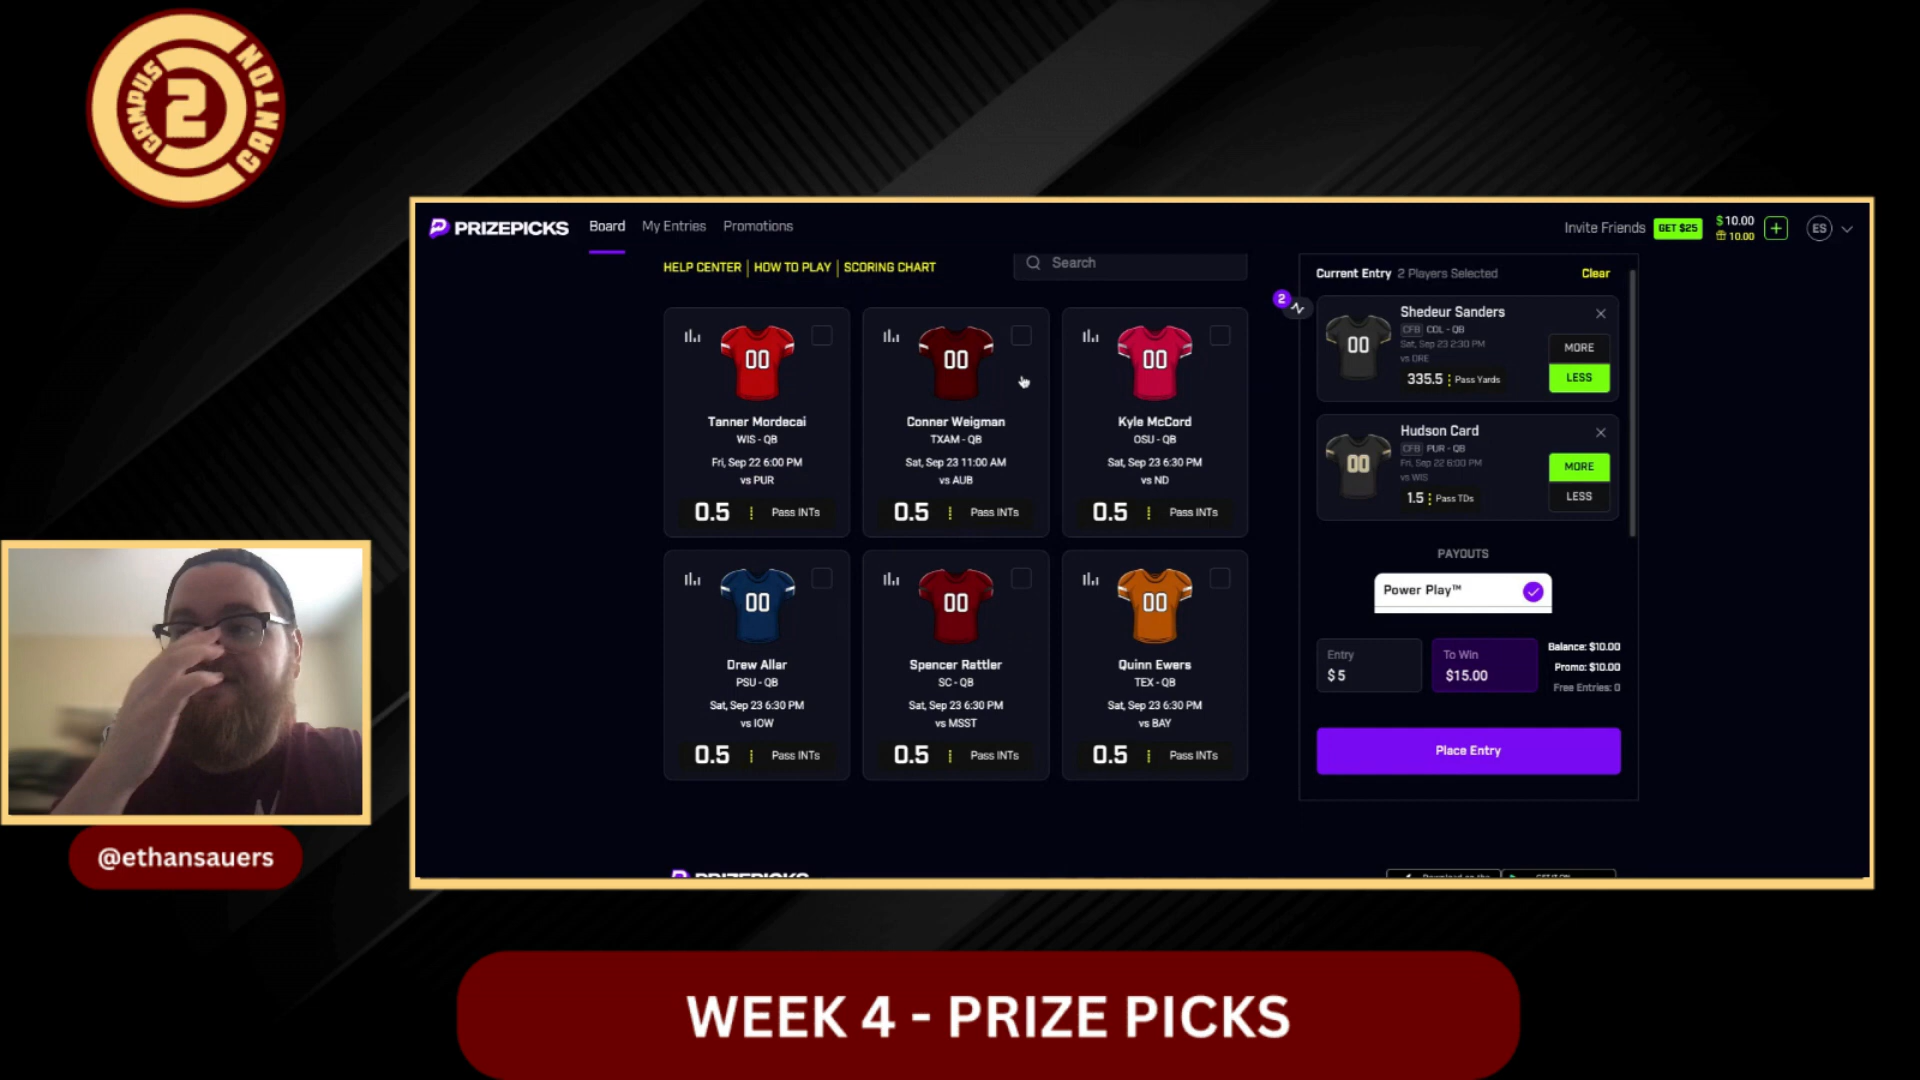 CAMPUS 2 CANTON
PRIZEPICKS
Board
My Entries
Promotions
Invite Friends
GET $25
$10.00
10.00
ES
HELP CENTER | HOW TO PLAY | SCORING CHART
Search
00
Tanner Mordecai
WIS - QB
Fri, Sep 22 6:00 PM
vs PUR
0.5
Pass INTs
00
Conner Weigman
TXAM - QB
Sat, Sep 23 11:00 AM
vs AUB
0.5
Pass INTs
00
Kyle McCord
OSU - QB
Sat, Sep 23 6:30 PM
vs ND
0.5
Pass INTs
00
Drew Allar
PSU - QB
Sat, Sep 23 6:30 PM
vs IOW
0.5
Pass INTs
00
Spencer Rattler
SC - QB
Sat, Sep 23 6:30 PM
vs MSST
0.5
Pass INTs
00
Quinn Ewers
TEX - QB
Sat, Sep 23 6:30 PM
vs BAY
0.5
Pass INTs
2
Current Entry 2 Players Selected
Clear
00
Shedeur Sanders
CFB COL - QB
Sat, Sep 23 2:30 PM
vs ORE
335.5 Pass Yards
MORE
LESS
00
Hudson Card
CFB PUR - QB
Fri, Sep 22 6:00 PM
vs WIS
1.5 Pass TDs
MORE
LESS
PAYOUTS
Power Play™
Entry
$5
To Win
$15.00
Balance: $10.00
Promo: $10.00
Free Entries: 0
Place Entry
PRIZEPICKS
Download on the
GET IT ON
@ethansauers
WEEK 4 - PRIZE PICKS